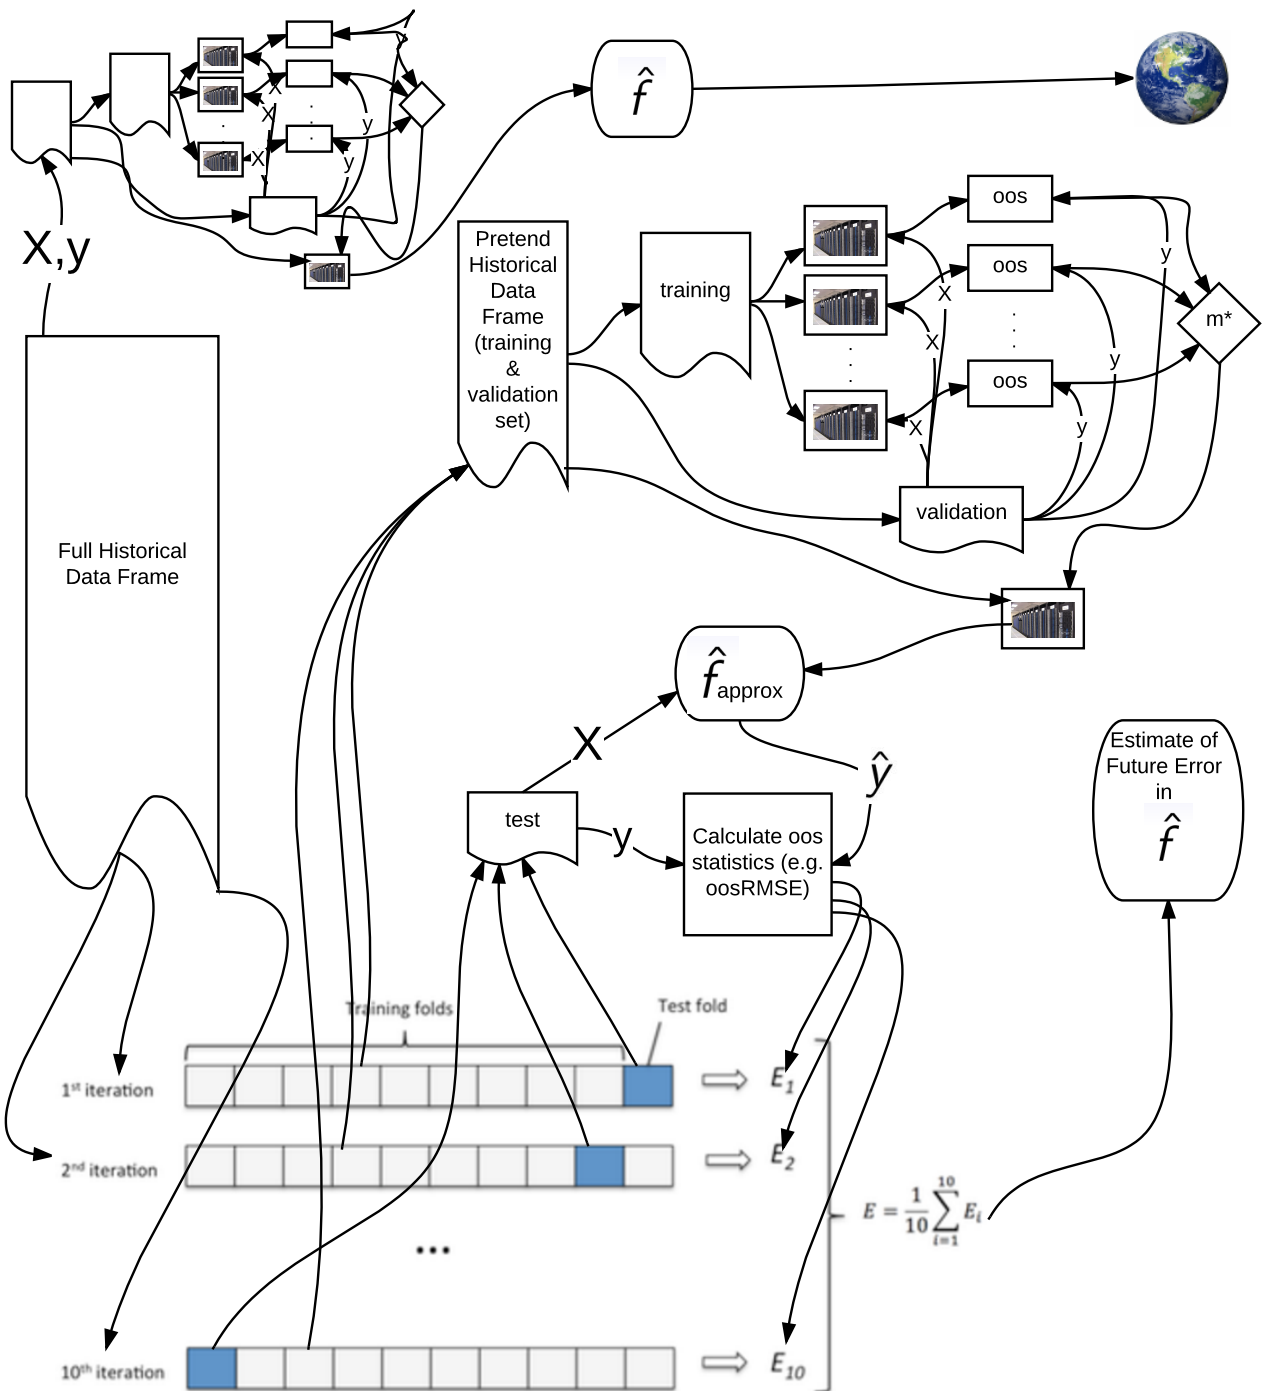 y
X
X
X
y
y
f̂
X,y
Pretend
Historical
Data
Frame
(training
&
validation
set)
training
oos
oos
oos
X
X
X
y
y
y
m*
validation
Full Historical
Data Frame
f̂approx
X
ŷ
test
y
Calculate oos
statistics (e.g.
oosRMSE)
Estimate of
Future Error
in
f̂
Training folds
Test fold
1st iteration
E1
2nd iteration
E2
E = 1/10 ∑ i=1 10 Ei
...
10th iteration
E10